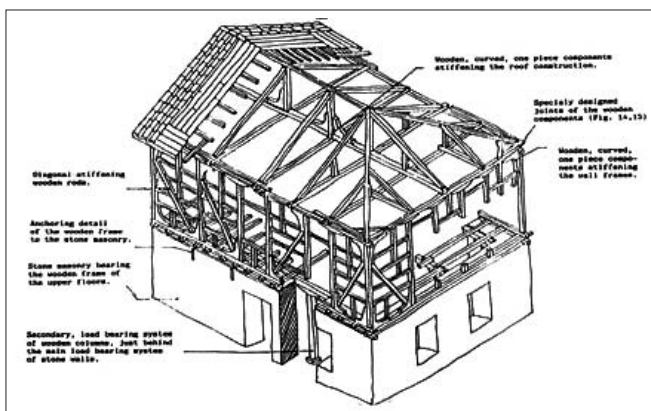 Wooden, curved, one piece components
stiffening the roof construction.
Specialy designed
joints of the wooden
components (Fig. 14,15)
Wooden, curved,
one piece compo-
nents stiffening
the wall frames.
Diagonal stiffening
wooden rods.
Anchoring detail
of the wooden frame
to the stone masonry.
Stone masonry bearing
the wooden frame of
the upper floors.
Secondary, load bearing system
of wooden columns, just behind
the main load bearing system
of stone walls.